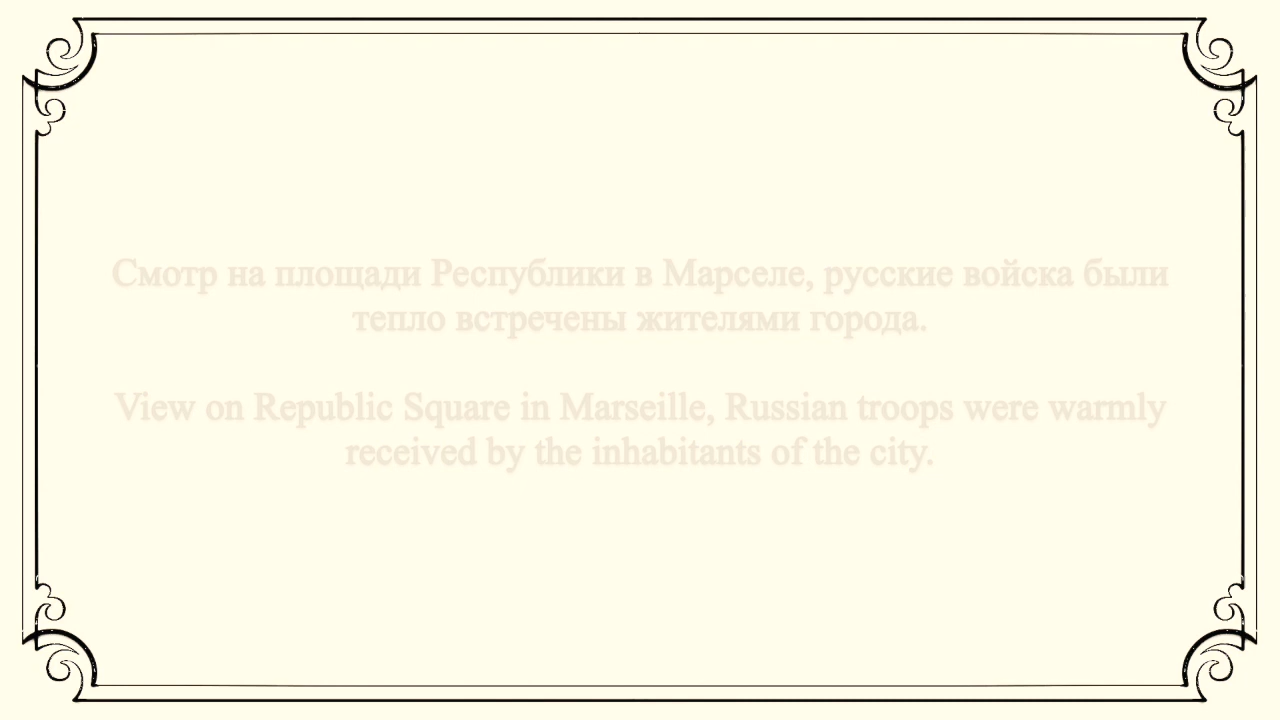 Смотр на площади Республики в Марселе, русские войска были
тепло встречены жителями города.
View on Republic Square in Marseille, Russian troops were warmly
received by the inhabitants of the city.